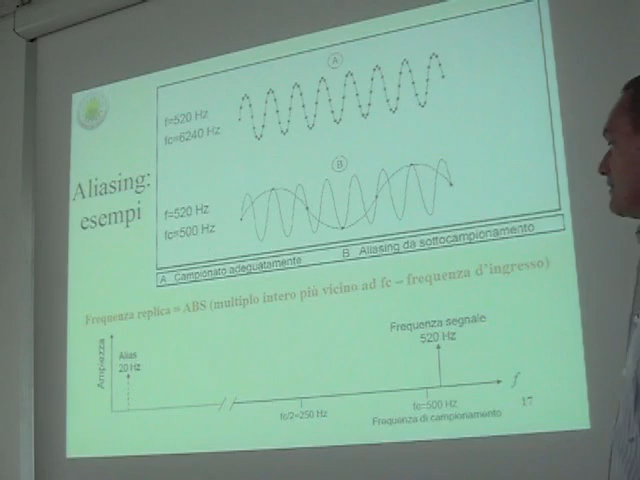 Aliasing:
esempi
A
f=520 Hz
fc=6240 Hz
B
f=520 Hz
fc=500 Hz
A Campionato adeguatamente
B Aliasing da sottocampionamento
Frequenza replica = ABS (multiplo intero più vicino ad fc – frequenza d'ingresso)
Ampiezza
Alias
20 Hz
Frequenza segnale
520 Hz
f
fc/2=250 Hz
fc=500 Hz
Frequenza di campionamento
17